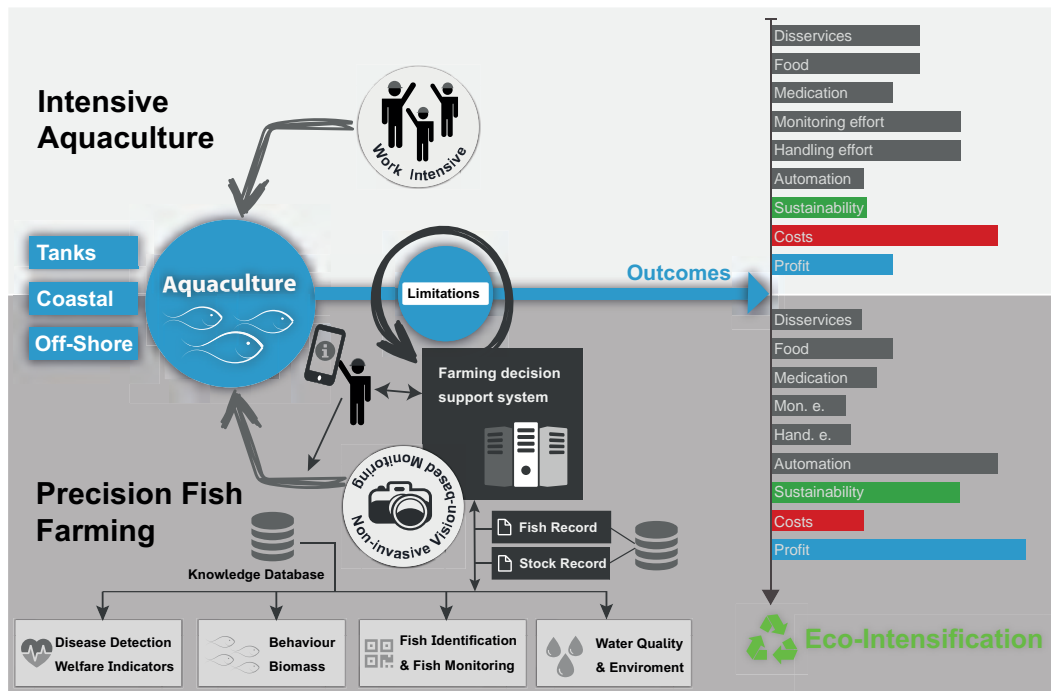 Intensive
Aquaculture
Work Intensive
Tanks
Coastal
Off-Shore
Aquaculture
Limitations
Outcomes
i
Farming decision
support system
Precision Fish
Farming
Non-invasive Vision-based Monitoring
Knowledge Database
Fish Record
Stock Record
Disease Detection
Welfare Indicators
Behaviour
Biomass
Fish Identification
& Fish Monitoring
Water Quality
& Enviroment
Disservices
Food
Medication
Monitoring effort
Handling effort
Automation
Sustainability
Costs
Profit
Disservices
Food
Medication
Mon. e.
Hand. e.
Automation
Sustainability
Costs
Profit
Eco-Intensification